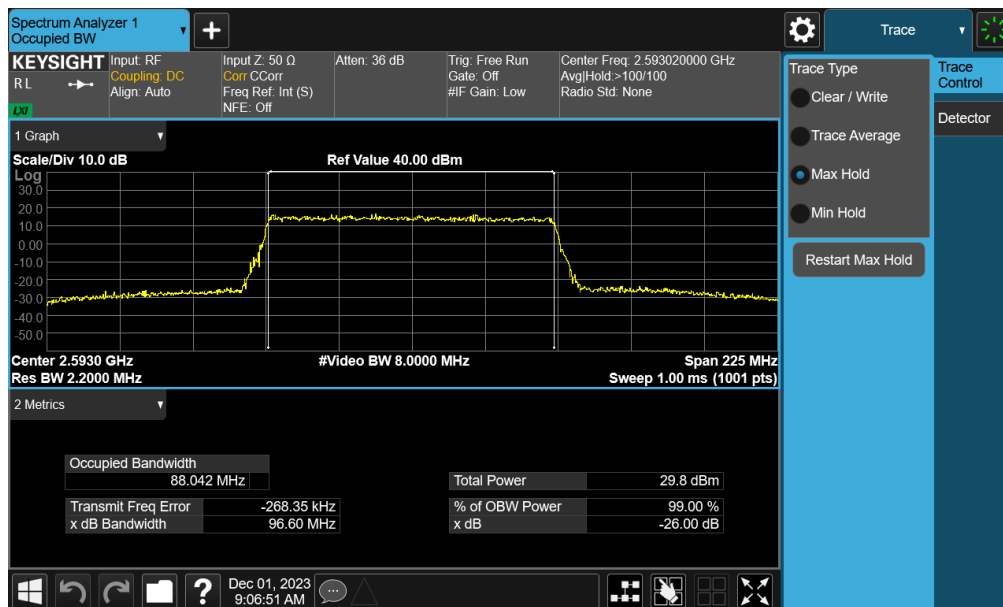 Spectrum Analyzer 1
Occupied BW
+
Trace
KEYSIGHT
R L
LXI
Input: RF
Coupling: DC
Align: Auto
Input Z: 50 Ω
Corr CCorr
Freq Ref: Int (S)
NFE: Off
Atten: 36 dB
Trig: Free Run
Gate: Off
#IF Gain: Low
Center Freq: 2.593020000 GHz
Avg|Hold:>100/100
Radio Std: None
Trace Type
Clear / Write
Trace Average
Max Hold
Min Hold
Restart Max Hold
Trace
Control
Detector
1 Graph
Scale/Div 10.0 dB
Ref Value 40.00 dBm
Log
30.0
20.0
10.0
0.00
-10.0
-20.0
-30.0
-40.0
-50.0
Center 2.5930 GHz
#Video BW 8.0000 MHz
Span 225 MHz
Res BW 2.2000 MHz
Sweep 1.00 ms (1001 pts)
2 Metrics
Occupied Bandwidth
88.042 MHz
Total Power 29.8 dBm
Transmit Freq Error -268.35 kHz
% of OBW Power 99.00 %
x dB Bandwidth 96.60 MHz
x dB -26.00 dB
?
Dec 01, 2023
9:06:51 AM